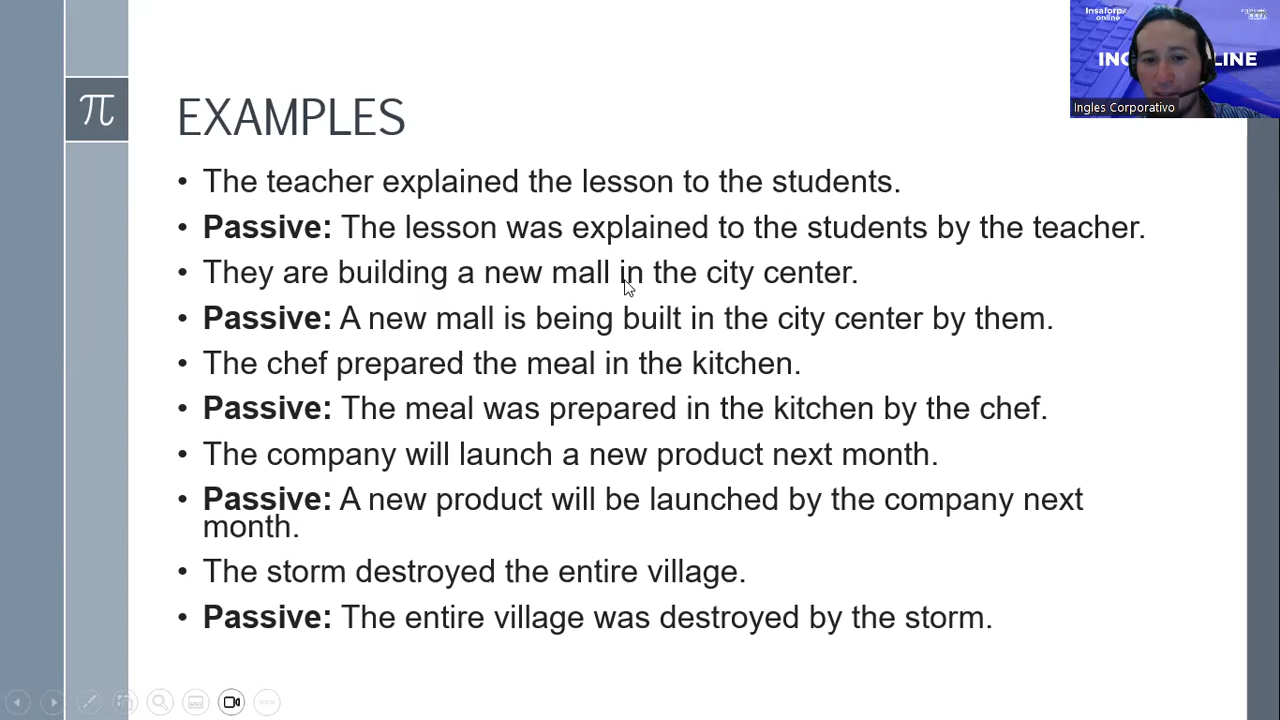 Insaforp
online
INGLES ONLINE
Ingles Corporativo
π
EXAMPLES
• The teacher explained the lesson to the students.
• Passive: The lesson was explained to the students by the teacher.
• They are building a new mall in the city center.
• Passive: A new mall is being built in the city center by them.
• The chef prepared the meal in the kitchen.
• Passive: The meal was prepared in the kitchen by the chef.
• The company will launch a new product next month.
• Passive: A new product will be launched by the company next
month.
• The storm destroyed the entire village.
• Passive: The entire village was destroyed by the storm.